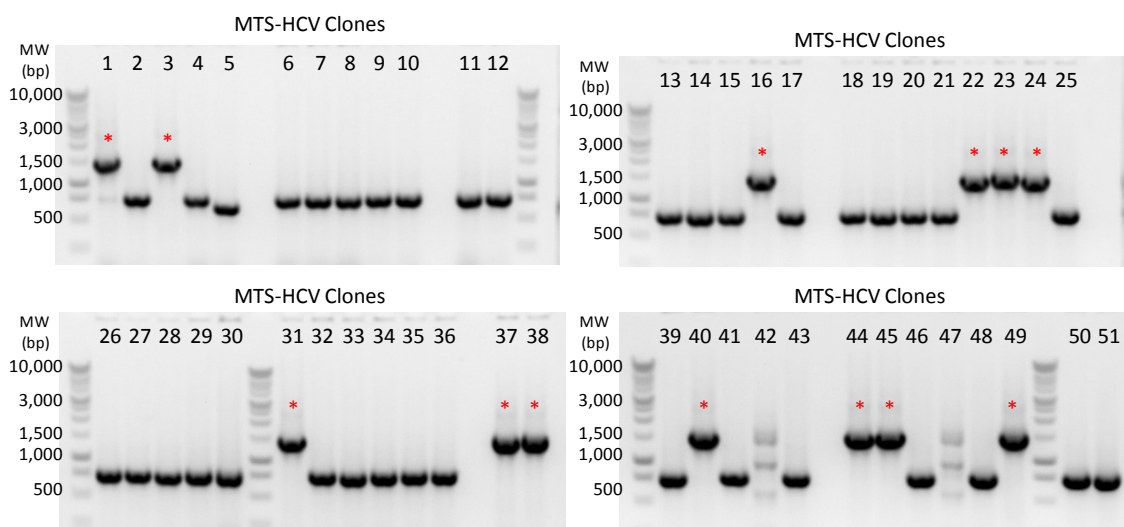 MTS-HCV Clones
MW
(bp)
1 2 3 4 5 6 7 8 9 10 11 12
* *
10,000
3,000
1,500
1,000
500
MTS-HCV Clones
MW
(bp)
13 14 15 16 17 18 19 20 21 22 23 24 25
* * * *
10,000
3,000
1,500
1,000
500
MTS-HCV Clones
MW
(bp)
26 27 28 29 30 31 32 33 34 35 36 37 38
* * *
10,000
3,000
1,500
1,000
500
MTS-HCV Clones
MW
(bp)
39 40 41 42 43 44 45 46 47 48 49 50 51
* * * *
10,000
3,000
1,500
1,000
500